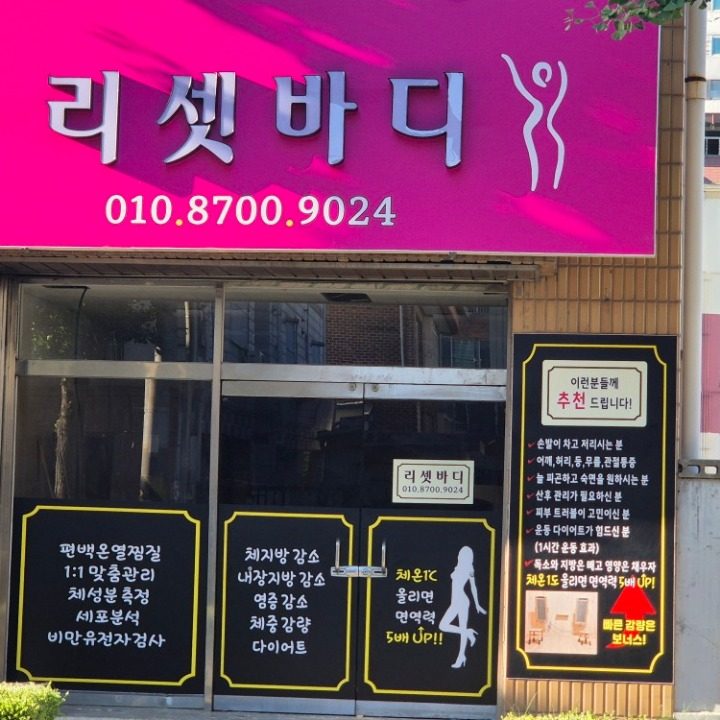 리셋바디
010.8700.9024
이런분들께
추천 드립니다!
✓손발이 차고 저리시는 분
✓어깨,허리,등,무릎,관절통증
✓늘 피곤하고 숙면을 원하시는 분
✓산후 관리가 필요하신 분
✓피부 트러블이 고민이신 분
✓운동 다이어트가 힘드신 분
(1시간 운동 효과)
✓독소와 지방은 빼고 영양은 채우자
체온1도 올리면 면역력 5배 UP!
빠른 감량은
보너스!
리셋바디
010.8700.9024
편백온열찜질
1:1 맞춤관리
체성분측정
세포분석
비만유전자검사
체지방 감소
내장지방 감소
염증감소
체중감량
다이어트
체온1℃
올리면
면역력
5배 UP!!